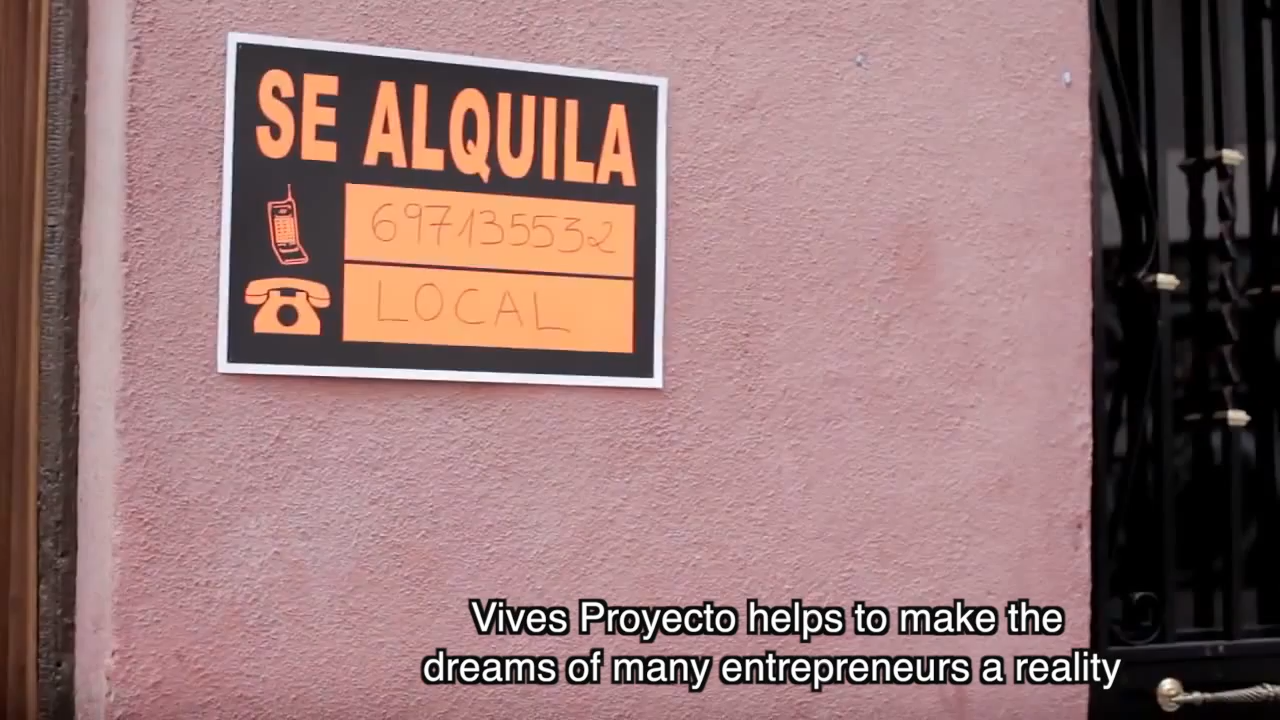 SE ALQUILA
697135532
LOCAL
Vives Proyecto helps to make the
dreams of many entrepreneurs a reality